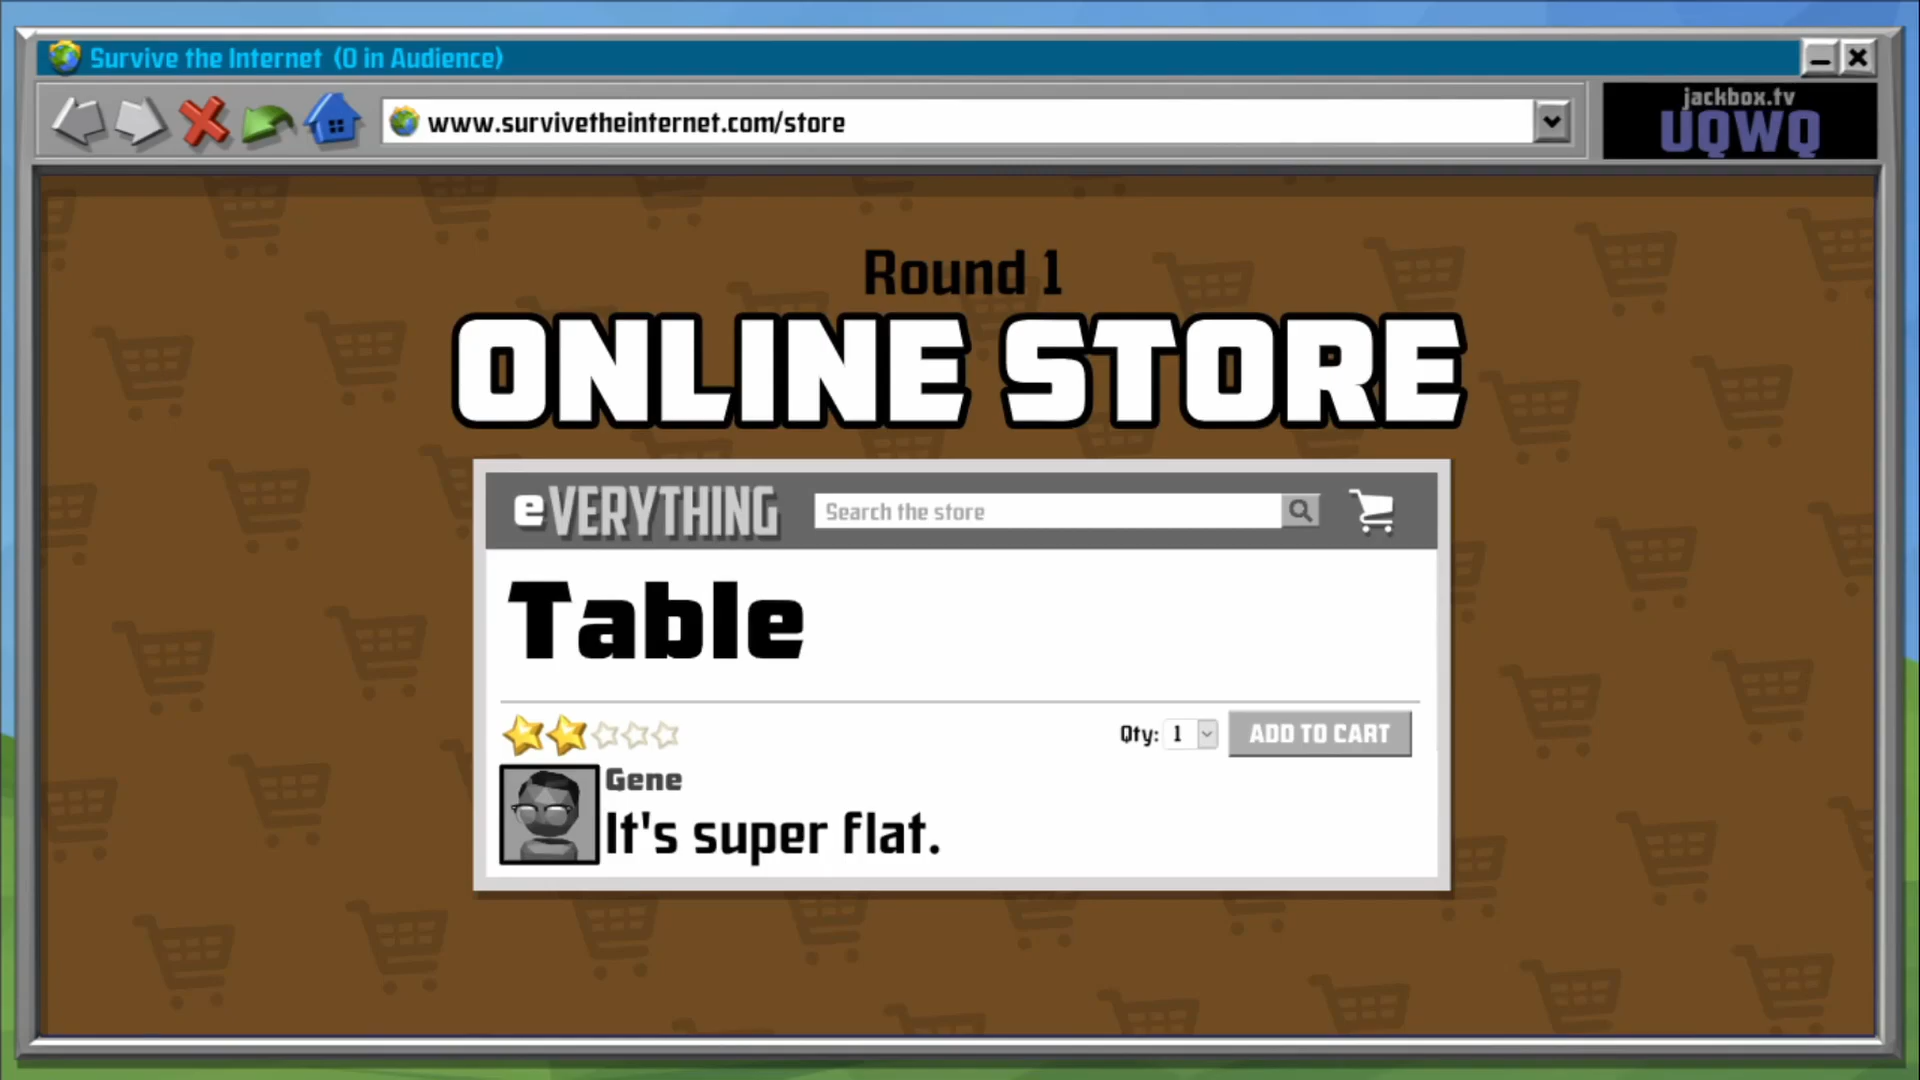 Survive the Internet (0 in Audience)
www.survivetheinternet.com/store
jackbox.tv
UQWQ
Round 1
ONLINE STORE
eVERYTHING
Search the store
Table
Qty: 1
ADD TO CART
Gene
It's super flat.